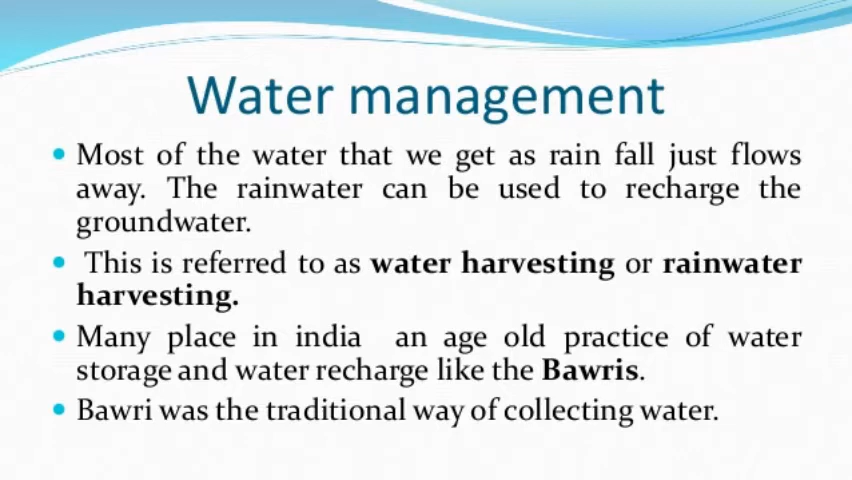 Water management
• Most of the water that we get as rain fall just flows
away. The rainwater can be used to recharge the
groundwater.
• This is referred to as water harvesting or rainwater
harvesting.
• Many place in india an age old practice of water
storage and water recharge like the Bawris.
• Bawri was the traditional way of collecting water.